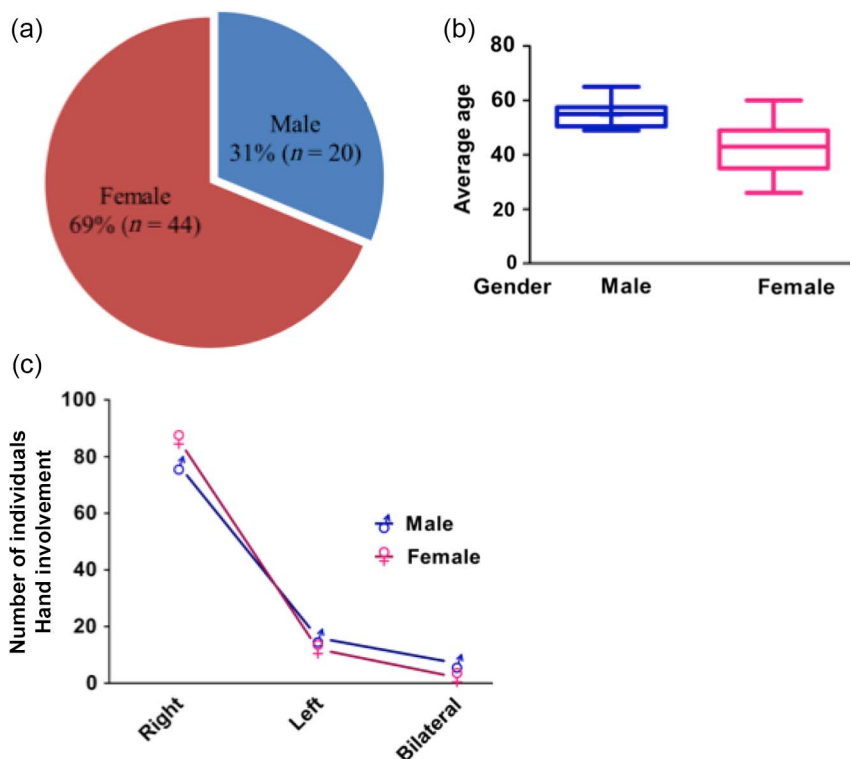 (a)
Male
31% (n = 20)
Female
69% (n = 44)
(b)
Average age
80
60
40
20
0
Gender
Male
Female
(c)
Number of individuals
Hand involvement
100
80
60
40
20
0
Male
Female
Right
Left
Bilateral